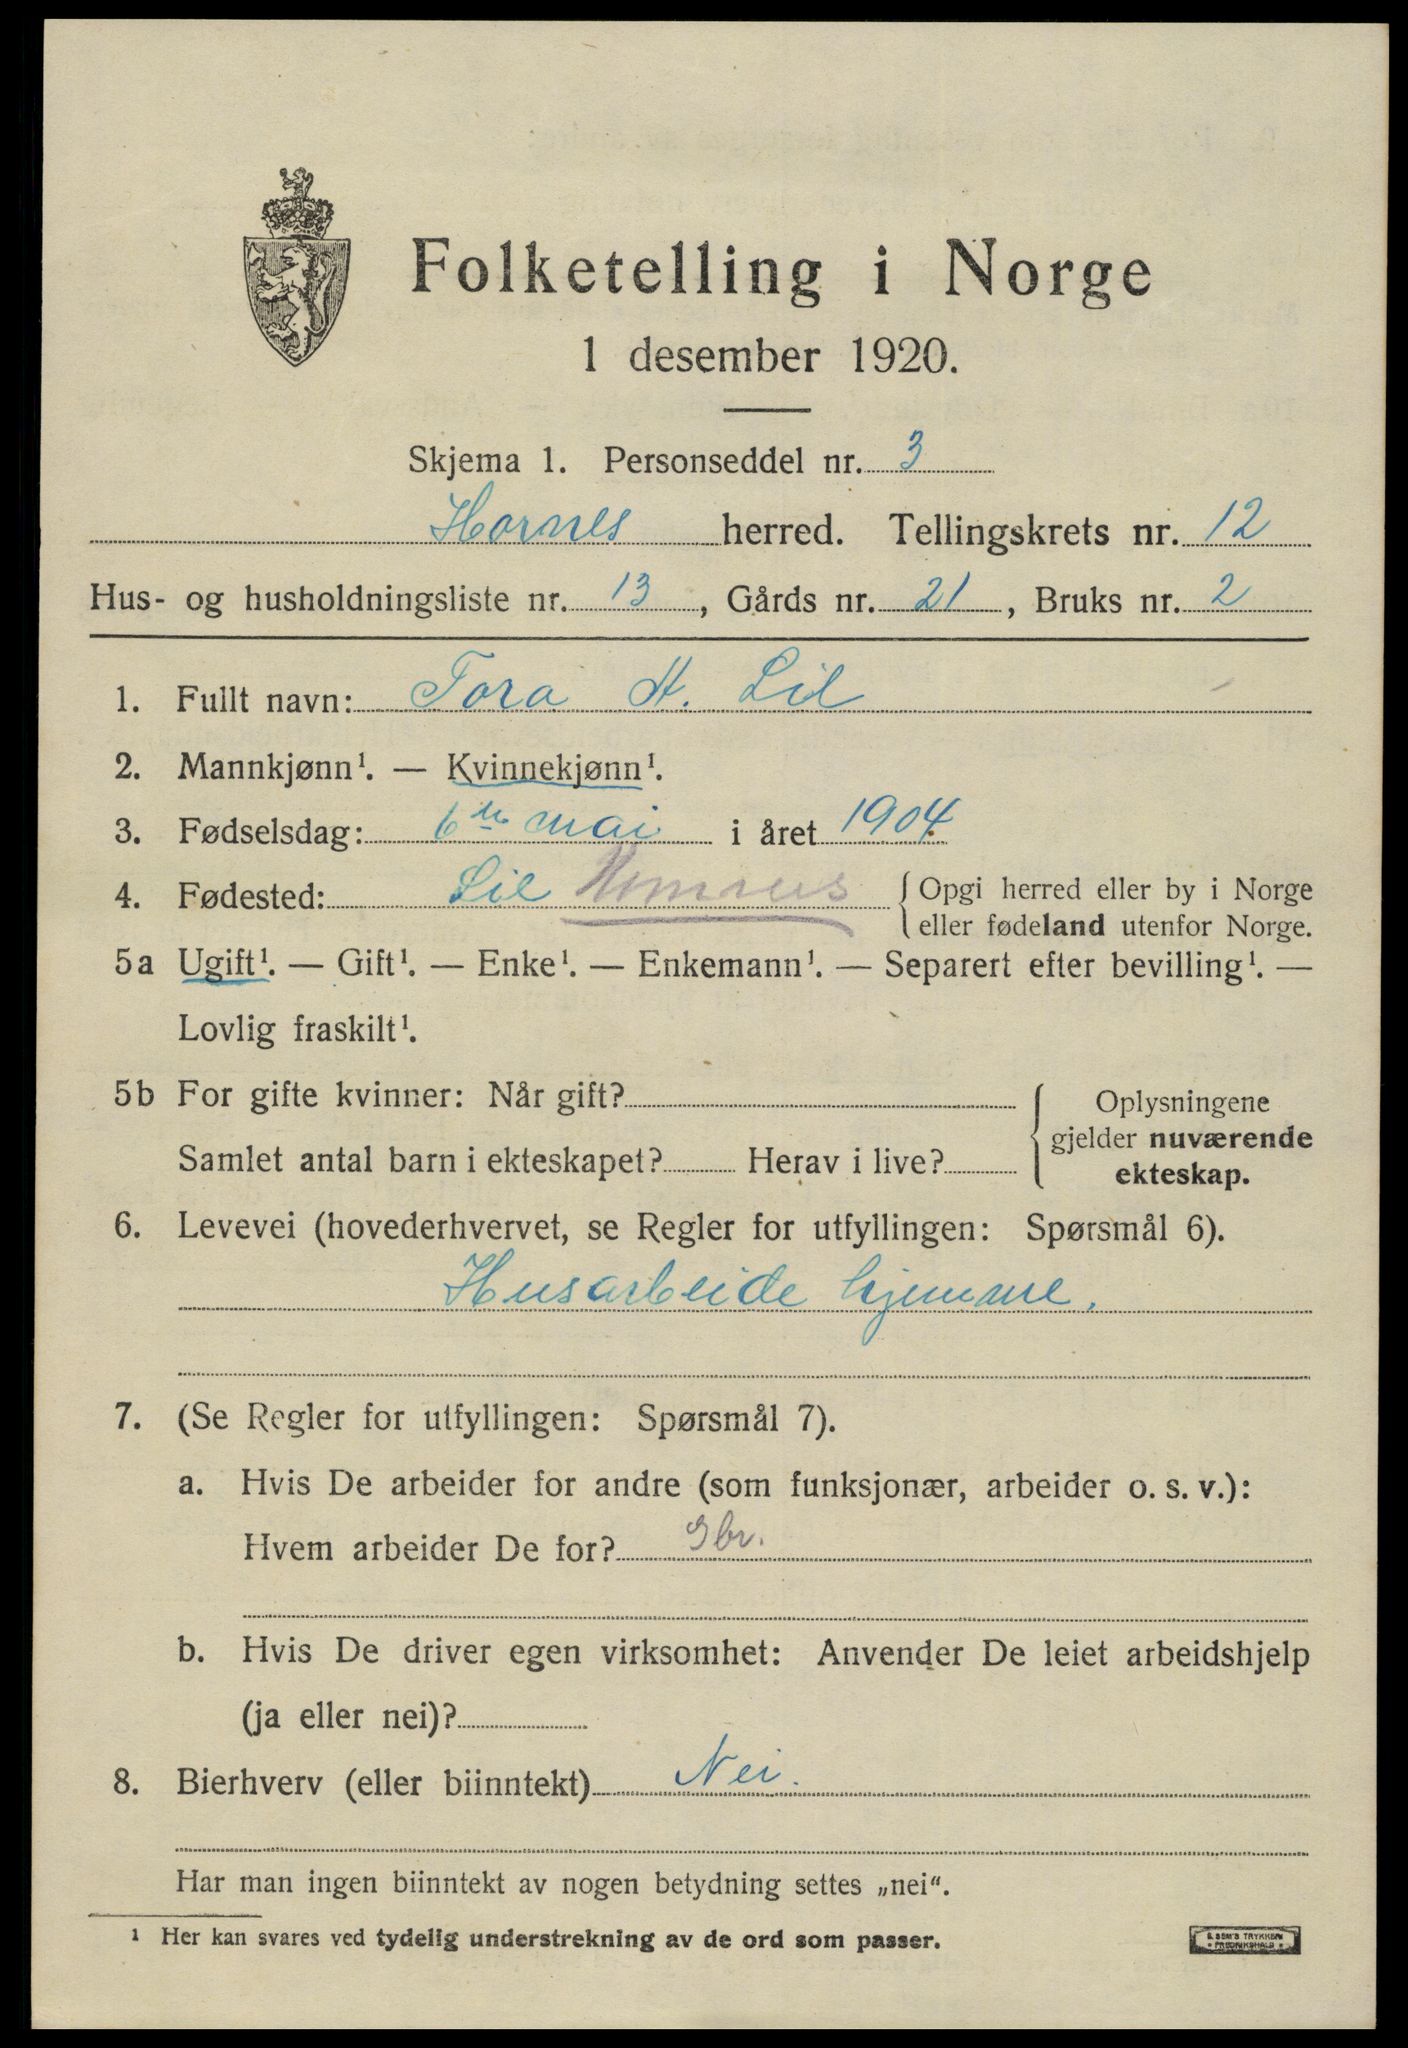 Folketelling i Norge
1 desember 1920.
Skjema 1. Personseddel nr. 3
Hornnes herred. Tellingskrets nr. 12
Hus- og husholdningsliste nr. 13, Gårds nr. 21, Bruks nr. 2
1. Fullt navn: Tora H. Lil
2. Mannkjønn¹. — Kvinnekjønn¹.
3. Fødselsdag: 6te mai i året 1904.
4. Fødested: Lil { Opgi herred eller by i Norge
eller fødeland utenfor Norge.
5a Ugift¹. — Gift¹. — Enke¹. — Enkemann¹. — Separert efter bevilling¹. —
Lovlig fraskilt¹.
5b For gifte kvinner: Når gift?
Samlet antal barn i ekteskapet? Herav i live?
{ Oplysningene
gjelder nuværende
ekteskap.
6. Levevei (hovederhvervet, se Regler for utfyllingen: Spørsmål 6).
Husarbeide hjemme.
7. (Se Regler for utfyllingen: Spørsmål 7).
a. Hvis De arbeider for andre (som funksjonær, arbeider o. s. v.):
Hvem arbeider De for? Gbr.
b. Hvis De driver egen virksomhet: Anvender De leiet arbeidshjelp
(ja eller nei)?
8. Bierhverv (eller biinntekt) Nei.
Har man ingen biinntekt av nogen betydning settes „nei“.
¹ Her kan svares ved tydelig understrekning av de ord som passer.
E. SEM'S TRYKKERI
• FREDRIKSHALD •